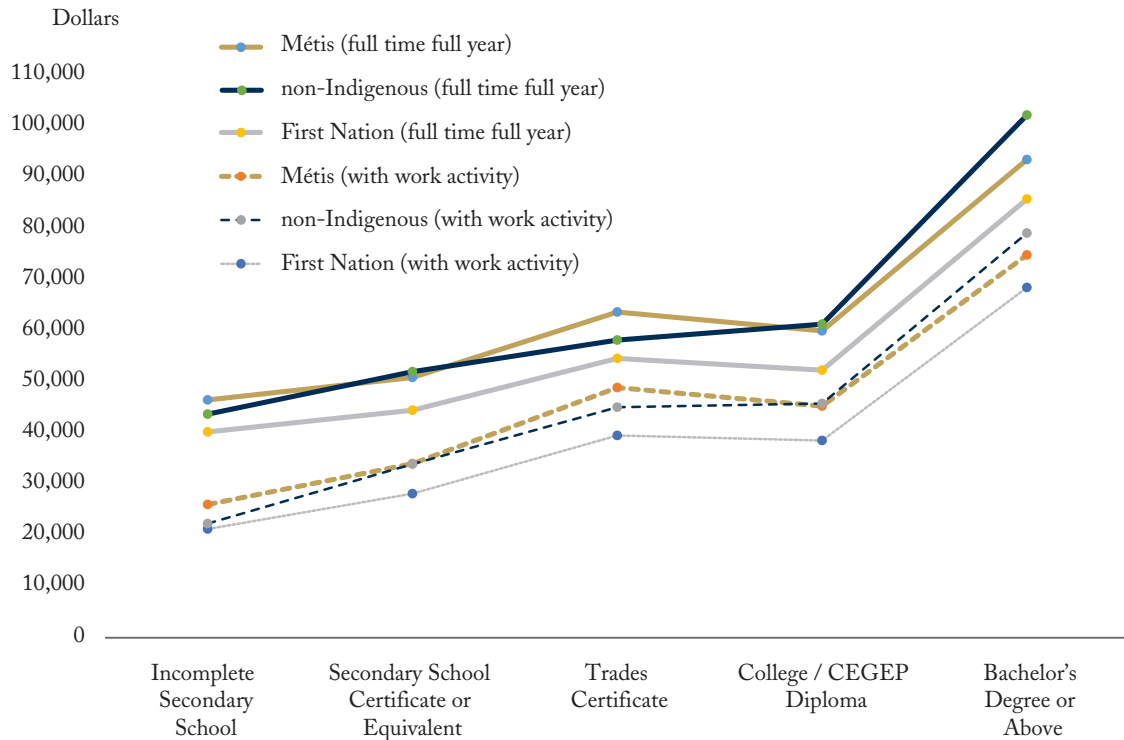 Dollars
Métis (full time full year)
non-Indigenous (full time full year)
First Nation (full time full year)
Métis (with work activity)
non-Indigenous (with work activity)
First Nation (with work activity)
110,000
100,000
90,000
80,000
70,000
60,000
50,000
40,000
30,000
20,000
10,000
0
Incomplete
Secondary
School
Secondary School
Certificate or
Equivalent
Trades
Certificate
College / CEGEP
Diploma
Bachelor’s
Degree or
Above